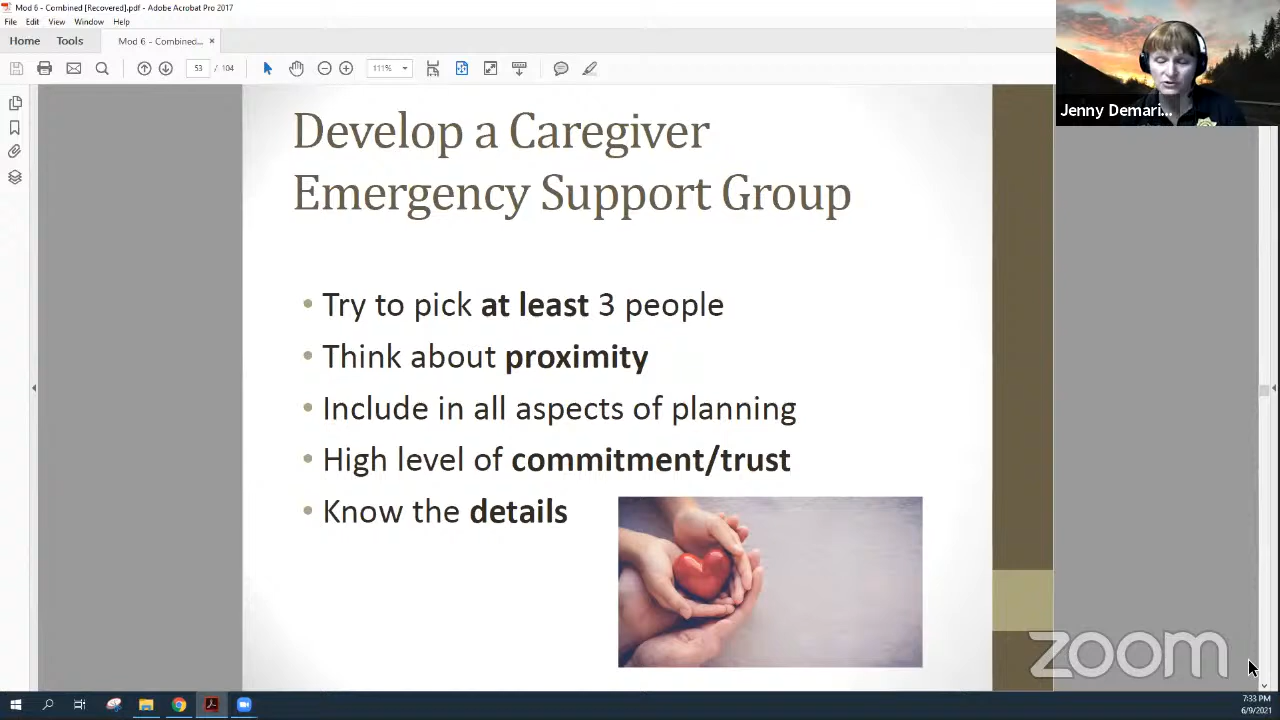 Mod 6 - Combined [Recovered].pdf - Adobe Acrobat Pro 2017
File Edit View Window Help
Home Tools Mod 6 - Combined... ×
53 / 104 111%
Jenny Demari...
Develop a Caregiver
Emergency Support Group
• Try to pick at least 3 people
• Think about proximity
• Include in all aspects of planning
• High level of commitment/trust
• Know the details
zoom
7:33 PM
6/9/2021